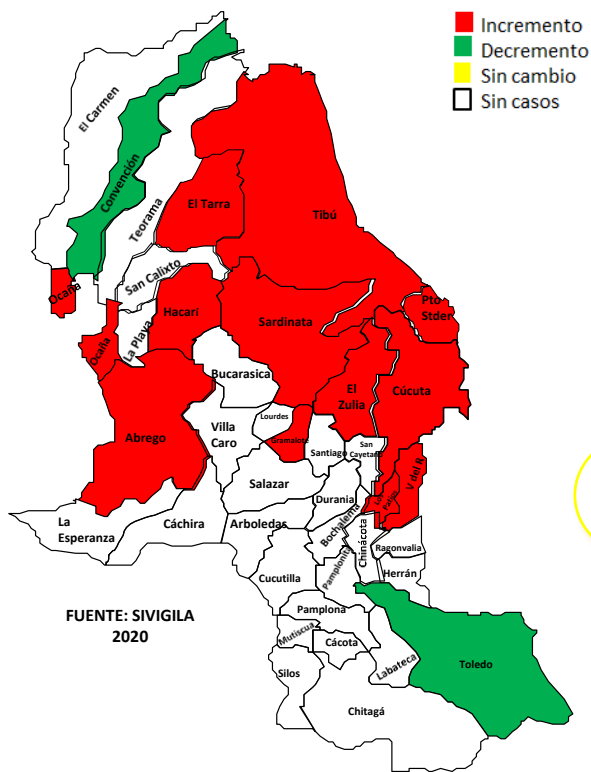 Incremento
Decremento
Sin cambio
Sin casos
El Carmen
Convención
Teorama
El Tarra
Tibú
San Calixto
Ocaña
Hacarí
Sardinata
Pto
Stder
Ocaña
La Playa
Bucarasica
El
Zulia
Cúcuta
Abrego
Villa
Caro
Lourdes
Gramalote
Santiago
San
Cayetano
V del R
Los
Patios
Salazar
Durania
La
Esperanza
Cáchira
Arboledas
Bochalema
Chinácota
Ragonvalia
Herrán
Cucutilla
Pamplonita
FUENTE: SIVIGILA
2020
Pamplona
Mutiscua
Cácota
Labateca
Toledo
Silos
Chitagá